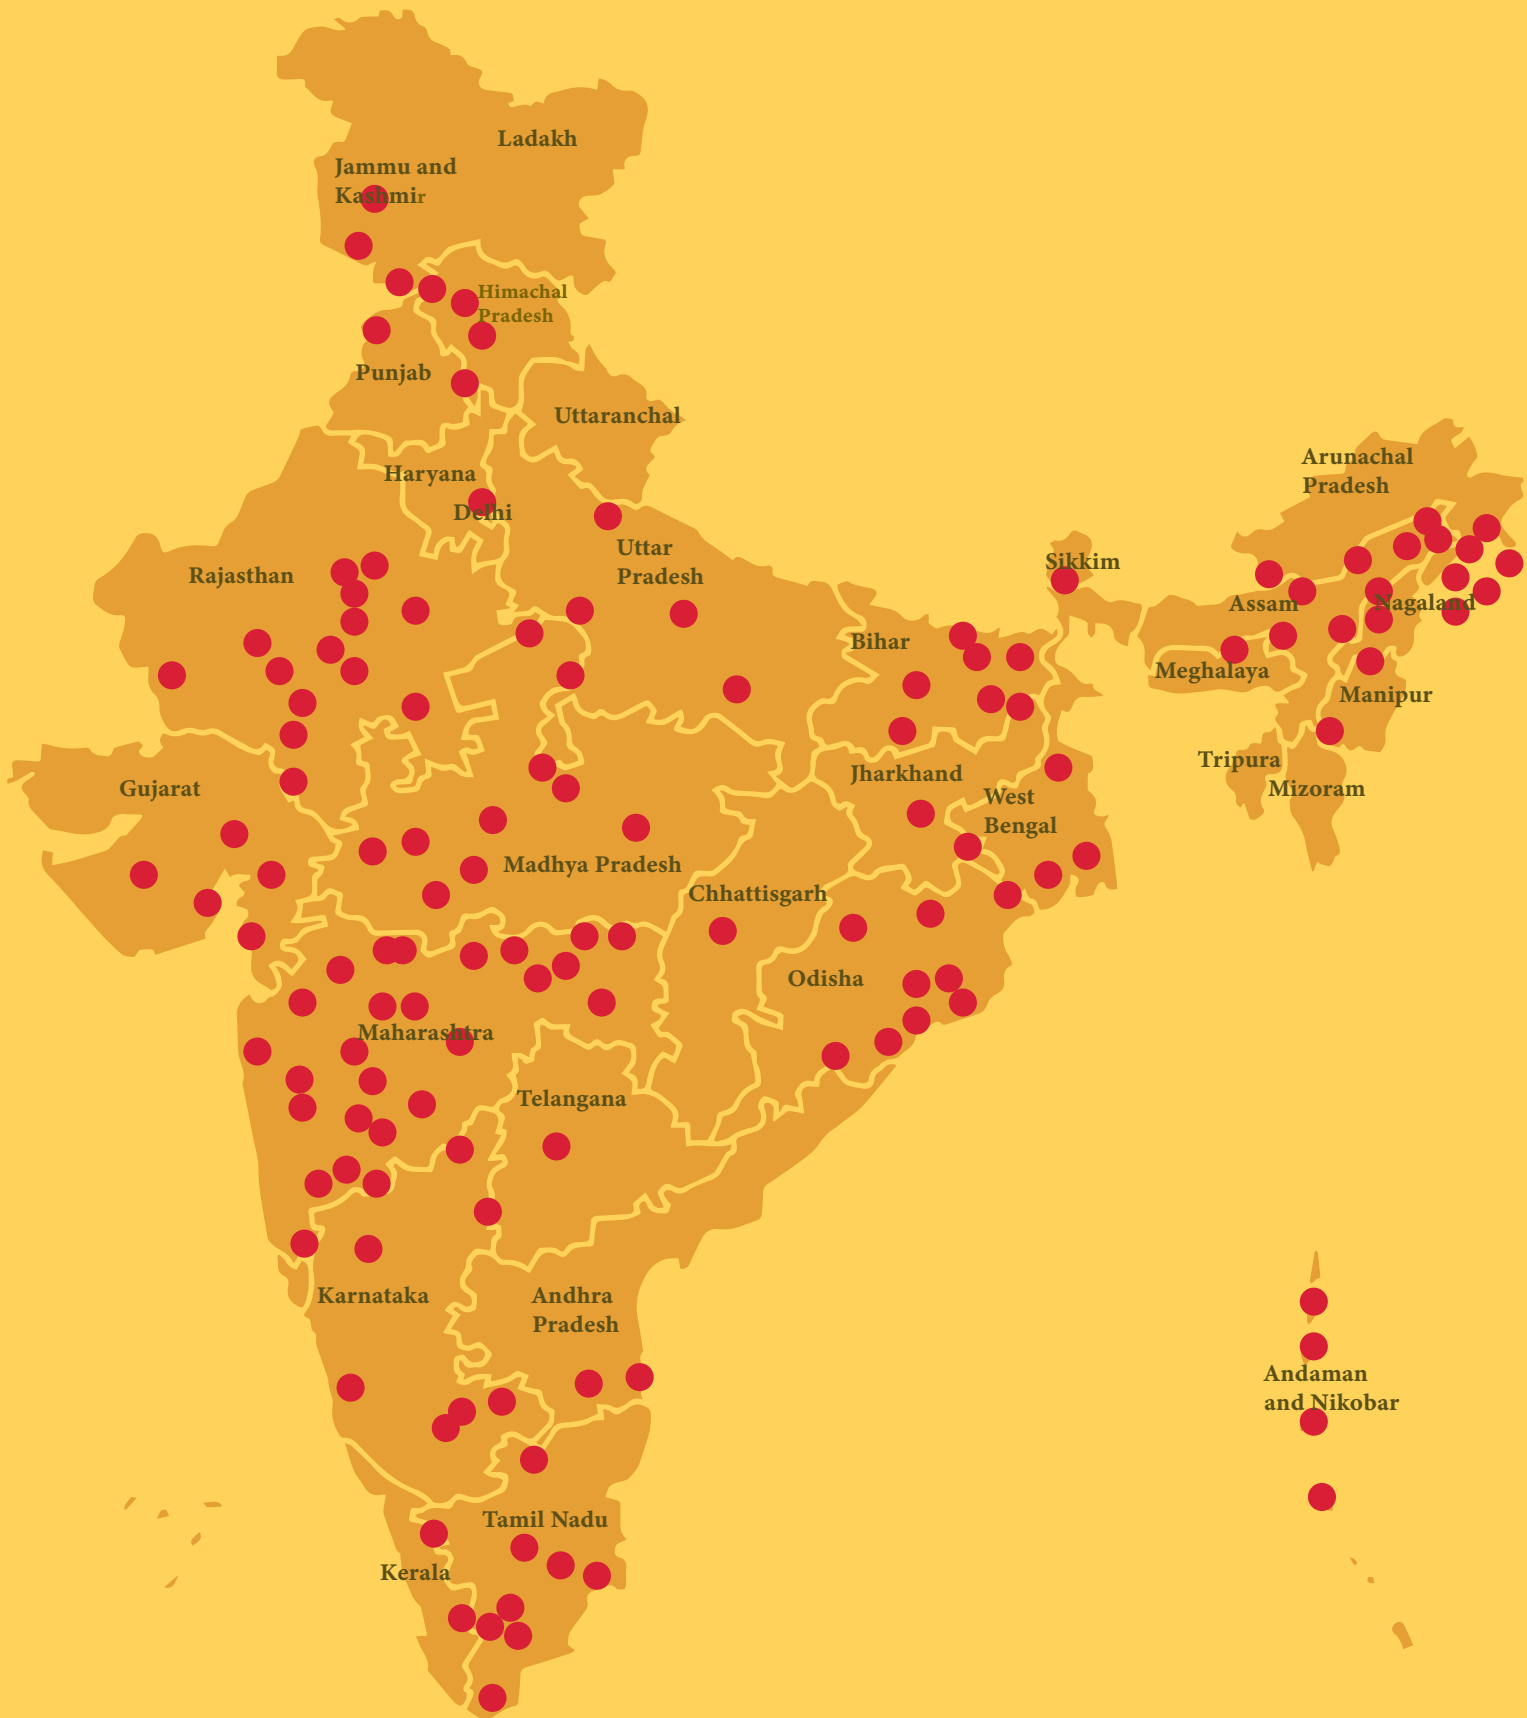 Ladakh
Jammu and
Kashmir
Himachal
Pradesh
Punjab
Uttaranchal
Haryana
Delhi
Arunachal
Pradesh
Uttar
Pradesh
Rajasthan
Sikkim
Assam
Nagaland
Bihar
Meghalaya
Manipur
Tripura
Mizoram
Gujarat
Jharkhand
West
Bengal
Madhya Pradesh
Chhattisgarh
Odisha
Maharashtra
Telangana
Karnataka
Andhra
Pradesh
Andaman
and Nikobar
Tamil Nadu
Kerala